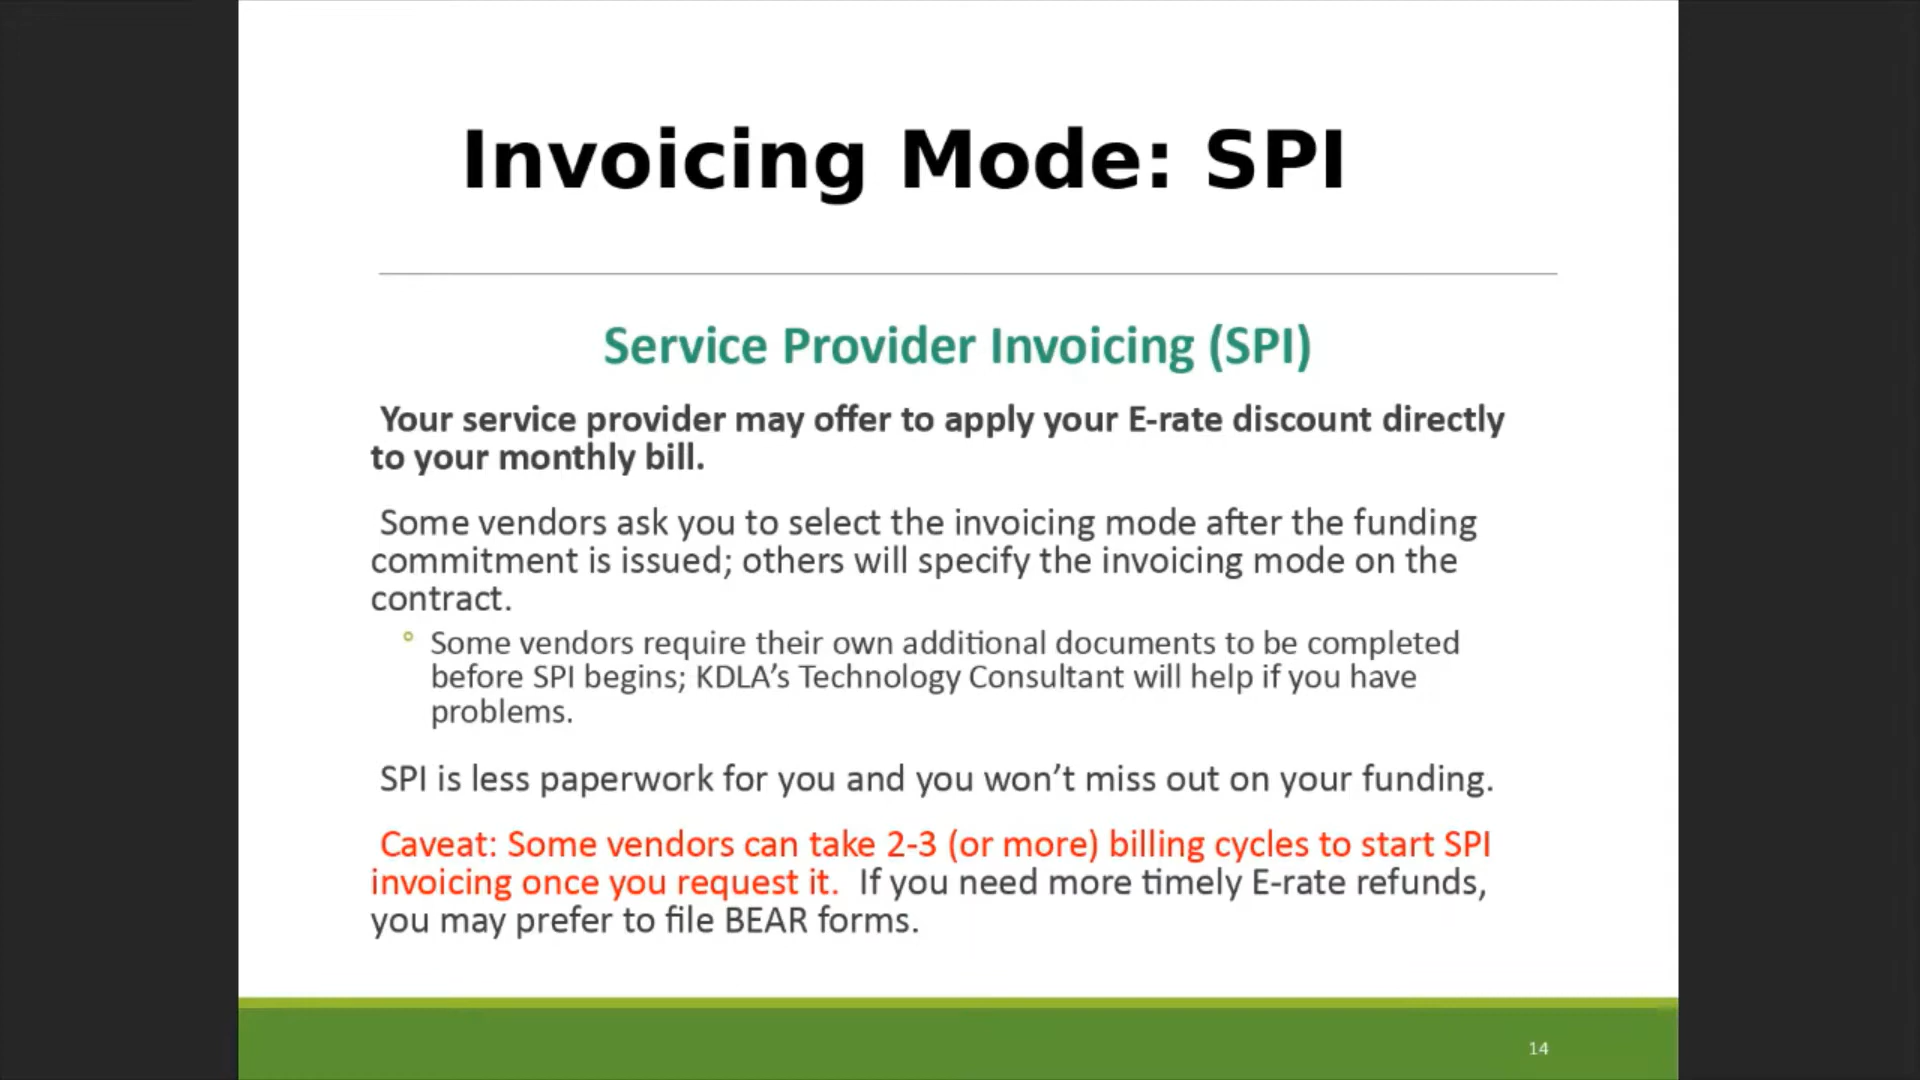 Invoicing Mode: SPI
Service Provider Invoicing (SPI)
Your service provider may offer to apply your E-rate discount directly
to your monthly bill.
Some vendors ask you to select the invoicing mode after the funding
commitment is issued; others will specify the invoicing mode on the
contract.
° Some vendors require their own additional documents to be completed
before SPI begins; KDLA’s Technology Consultant will help if you have
problems.
SPI is less paperwork for you and you won’t miss out on your funding.
Caveat: Some vendors can take 2-3 (or more) billing cycles to start SPI
invoicing once you request it.  If you need more timely E-rate refunds,
you may prefer to file BEAR forms.
14